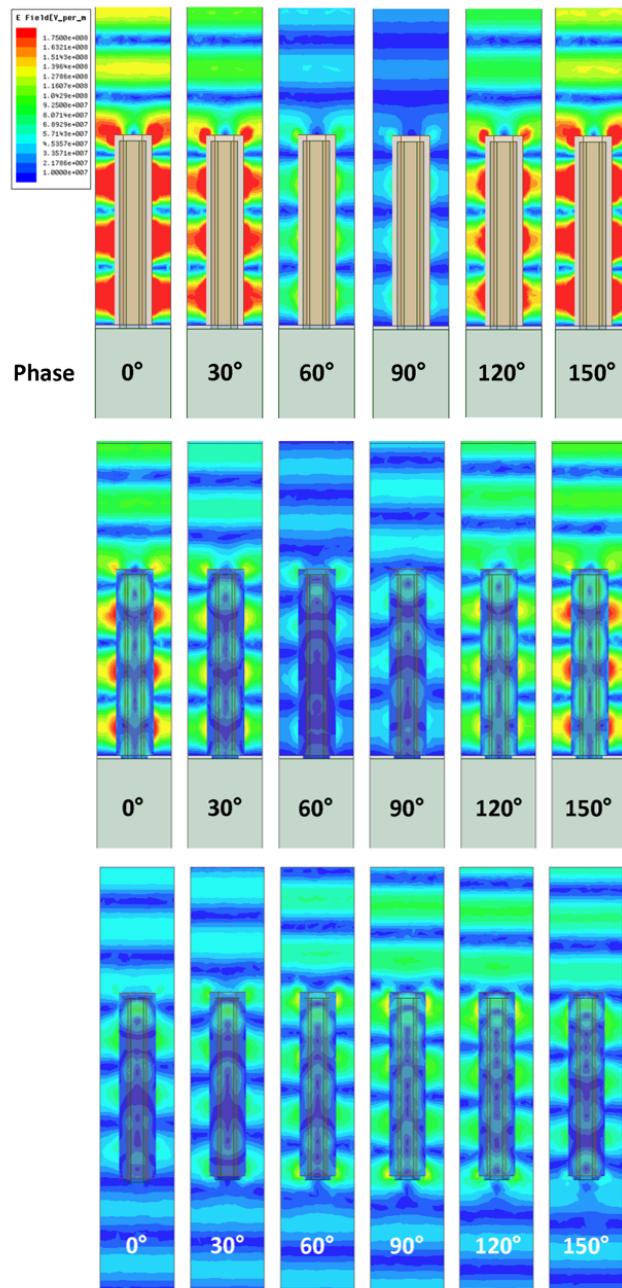 E Field[V_per_m
1.7500e+008
1.6321e+008
1.5143e+008
1.3964e+008
1.2786e+008
1.1607e+008
1.0429e+008
9.2500e+007
8.0714e+007
6.8929e+007
5.7143e+007
4.5357e+007
3.3571e+007
2.1786e+007
1.0000e+007
Phase 0° 30° 60° 90° 120° 150°
0° 30° 60° 90° 120° 150°
0° 30° 60° 90° 120° 150°